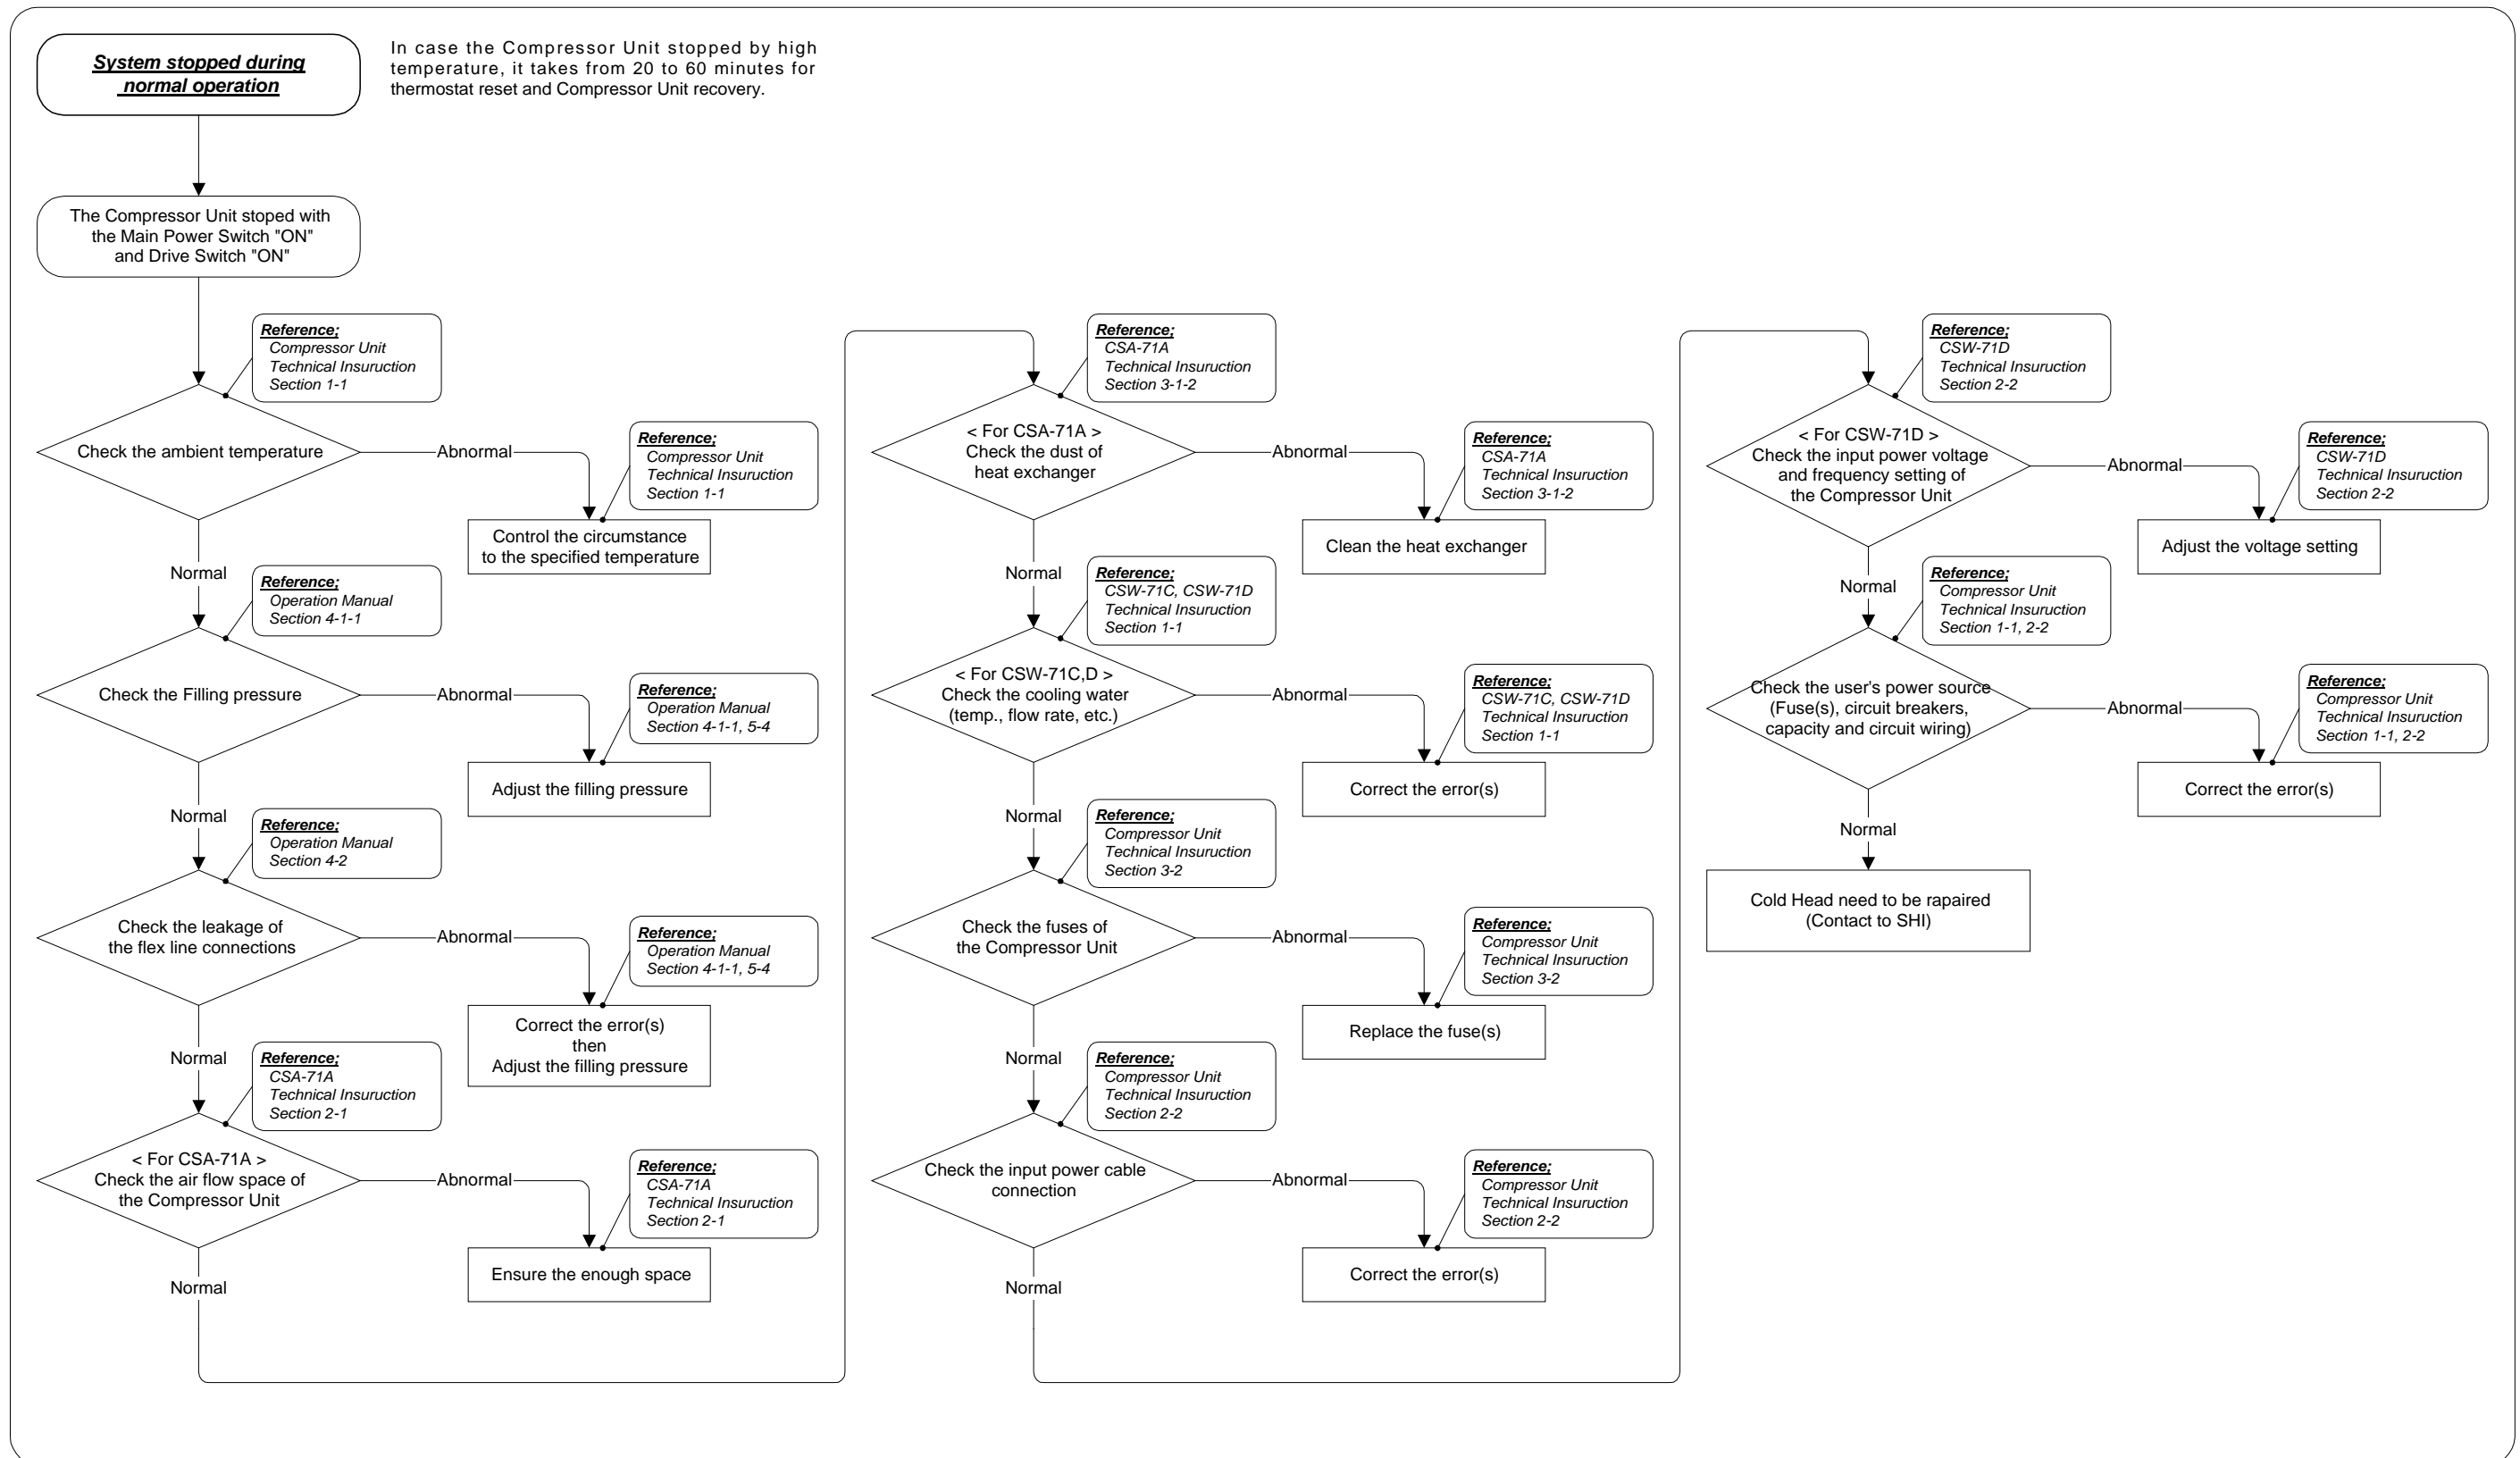 System stopped during
normal operation
In case the Compressor Unit stopped by high
temperature, it takes from 20 to 60 minutes for
thermostat reset and Compressor Unit recovery.
The Compressor Unit stoped with
the Main Power Switch "ON"
and Drive Switch "ON"
Reference;
Compressor Unit
Technical Insuruction
Section 1-1
Check the ambient temperature
Abnormal
Reference;
Compressor Unit
Technical Insuruction
Section 1-1
Control the circumstance
to the specified temperature
Normal
Reference;
Operation Manual
Section 4-1-1
Check the Filling pressure
Abnormal
Reference;
Operation Manual
Section 4-1-1, 5-4
Adjust the filling pressure
Normal
Reference;
Operation Manual
Section 4-2
Check the leakage of
the flex line connections
Abnormal
Reference;
Operation Manual
Section 4-1-1, 5-4
Correct the error(s)
then
Adjust the filling pressure
Normal
Reference;
CSA-71A
Technical Insuruction
Section 2-1
< For CSA-71A >
Check the air flow space of
the Compressor Unit
Abnormal
Reference;
CSA-71A
Technical Insuruction
Section 2-1
Ensure the enough space
Normal
Reference;
CSA-71A
Technical Insuruction
Section 3-1-2
< For CSA-71A >
Check the dust of
heat exchanger
Abnormal
Reference;
CSA-71A
Technical Insuruction
Section 3-1-2
Clean the heat exchanger
Normal
Reference;
CSW-71C, CSW-71D
Technical Insuruction
Section 1-1
< For CSW-71C,D >
Check the cooling water
(temp., flow rate, etc.)
Abnormal
Reference;
CSW-71C, CSW-71D
Technical Insuruction
Section 1-1
Correct the error(s)
Normal
Reference;
Compressor Unit
Technical Insuruction
Section 3-2
Check the fuses of
the Compressor Unit
Abnormal
Reference;
Compressor Unit
Technical Insuruction
Section 3-2
Replace the fuse(s)
Normal
Reference;
Compressor Unit
Technical Insuruction
Section 2-2
Check the input power cable
connection
Abnormal
Reference;
Compressor Unit
Technical Insuruction
Section 2-2
Correct the error(s)
Normal
Reference;
CSW-71D
Technical Insuruction
Section 2-2
< For CSW-71D >
Check the input power voltage
and frequency setting of
the Compressor Unit
Abnormal
Reference;
CSW-71D
Technical Insuruction
Section 2-2
Adjust the voltage setting
Normal
Reference;
Compressor Unit
Technical Insuruction
Section 1-1, 2-2
Check the user's power source
(Fuse(s), circuit breakers,
capacity and circuit wiring)
Abnormal
Reference;
Compressor Unit
Technical Insuruction
Section 1-1, 2-2
Correct the error(s)
Normal
Cold Head need to be rapaired
(Contact to SHI)